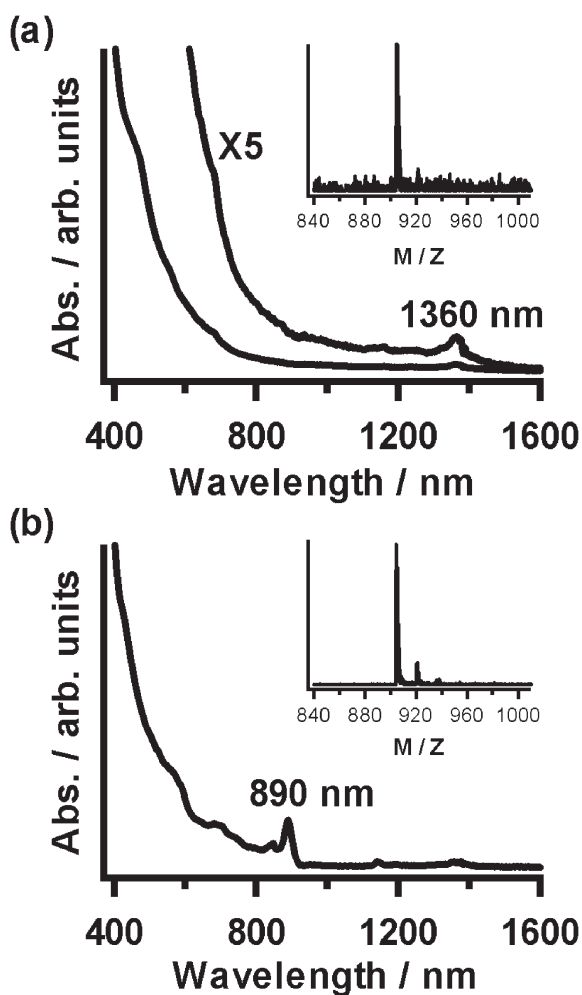 (a)
Abs. / arb. units
X5
1360 nm
840 880 920 960 1000
M / Z
400 800 1200 1600
Wavelength / nm
(b)
Abs. / arb. units
890 nm
840 880 920 960 1000
M / Z
400 800 1200 1600
Wavelength / nm